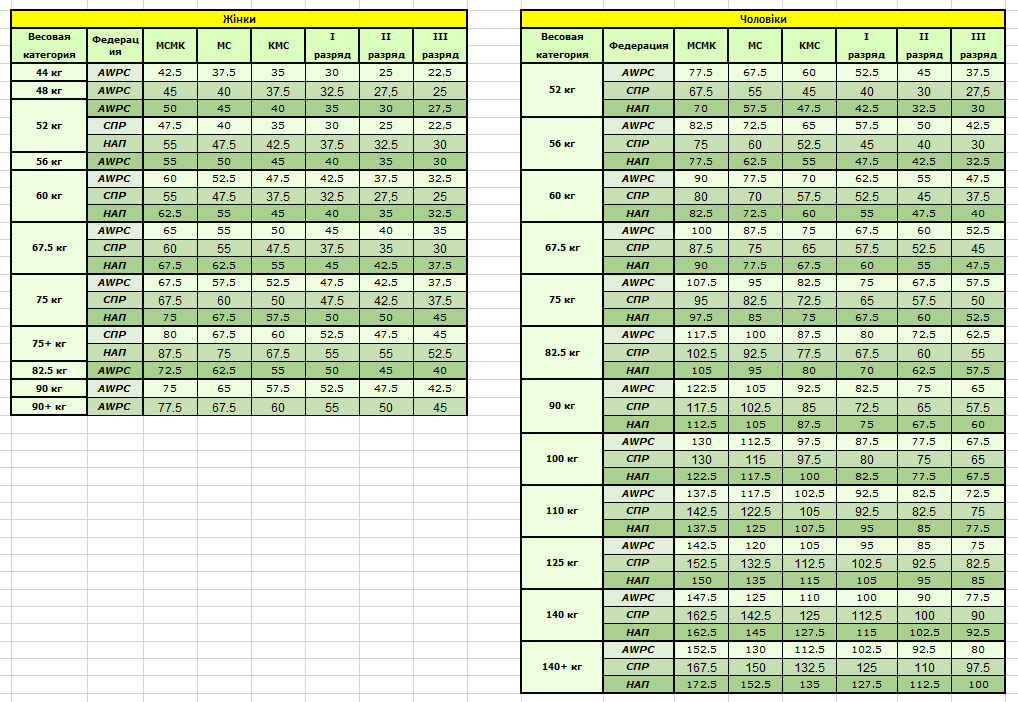 Жінки
Весовая категория Федерация МСМК МС КМС I разряд II разряд III разряд
44 кг AWPC 42.5 37.5 35 30 25 22,5
48 кг AWPC 45 40 37.5 32.5 27,5 25
52 кг AWPC 50 45 40 35 30 27,5
СПР 47.5 40 35 30 25 22,5
НАП 55 47.5 42.5 37.5 32.5 30
56 кг AWPC 55 50 45 40 35 30
60 кг AWPC 60 52.5 47.5 42.5 37.5 32.5
СПР 55 47.5 37.5 32.5 27,5 25
НАП 62.5 55 45 40 35 32.5
67.5 кг AWPC 65 55 50 45 40 35
СПР 60 55 47.5 37.5 35 30
НАП 67.5 62.5 55 45 42.5 37.5
75 кг AWPC 67.5 57.5 52.5 47.5 42.5 37.5
СПР 67.5 60 50 47.5 42.5 37.5
НАП 75 67.5 57.5 50 50 45
75+ кг СПР 80 67.5 60 52.5 47.5 45
НАП 87.5 75 67.5 55 55 52.5
82.5 кг AWPC 72.5 62.5 55 50 45 40
90 кг AWPC 75 65 57.5 52.5 47.5 42.5
90+ кг AWPC 77.5 67.5 60 55 50 45
Чоловіки
Весовая категория Федерация МСМК МС КМС I разряд II разряд III разряд
52 кг AWPC 77.5 67.5 60 52.5 45 37.5
СПР 67.5 55 45 40 30 27,5
НАП 70 57.5 47.5 42.5 32.5 30
56 кг AWPC 82.5 72.5 65 57.5 50 42.5
СПР 75 60 52.5 45 40 30
НАП 77.5 62.5 55 47.5 42.5 32.5
60 кг AWPC 90 77.5 70 62.5 55 47.5
СПР 80 70 57.5 52.5 45 37.5
НАП 82.5 72.5 60 55 47.5 40
67.5 кг AWPC 100 87.5 75 67.5 60 52.5
СПР 87.5 75 65 57.5 52.5 45
НАП 90 77.5 67.5 60 55 47.5
75 кг AWPC 107.5 95 82.5 75 67.5 57.5
СПР 95 82.5 72.5 65 57.5 50
НАП 97.5 85 75 67.5 60 52.5
82.5 кг AWPC 117.5 100 87.5 80 72.5 62.5
СПР 102.5 92.5 77.5 67.5 60 55
НАП 105 95 80 70 62.5 57.5
90 кг AWPC 122.5 105 92.5 82.5 75 65
СПР 117.5 102.5 85 72.5 65 57.5
НАП 112.5 105 87.5 75 67.5 60
100 кг AWPC 130 112.5 97.5 87.5 77.5 67.5
СПР 130 115 97.5 80 75 65
НАП 122.5 117.5 100 82.5 77.5 67.5
110 кг AWPC 137.5 117.5 102.5 92.5 82.5 72.5
СПР 142.5 122.5 105 92.5 82.5 75
НАП 137.5 125 107.5 95 85 77.5
125 кг AWPC 142.5 120 105 95 85 75
СПР 152.5 132.5 112.5 102.5 92.5 82.5
НАП 150 135 115 105 95 85
140 кг AWPC 147.5 125 110 100 90 77.5
СПР 162.5 142.5 125 112.5 100 90
НАП 162.5 145 127.5 115 102.5 92.5
140+ кг AWPC 152.5 130 112.5 102.5 92.5 80
СПР 167.5 150 132.5 125 110 97.5
НАП 172.5 152.5 135 127.5 112.5 100